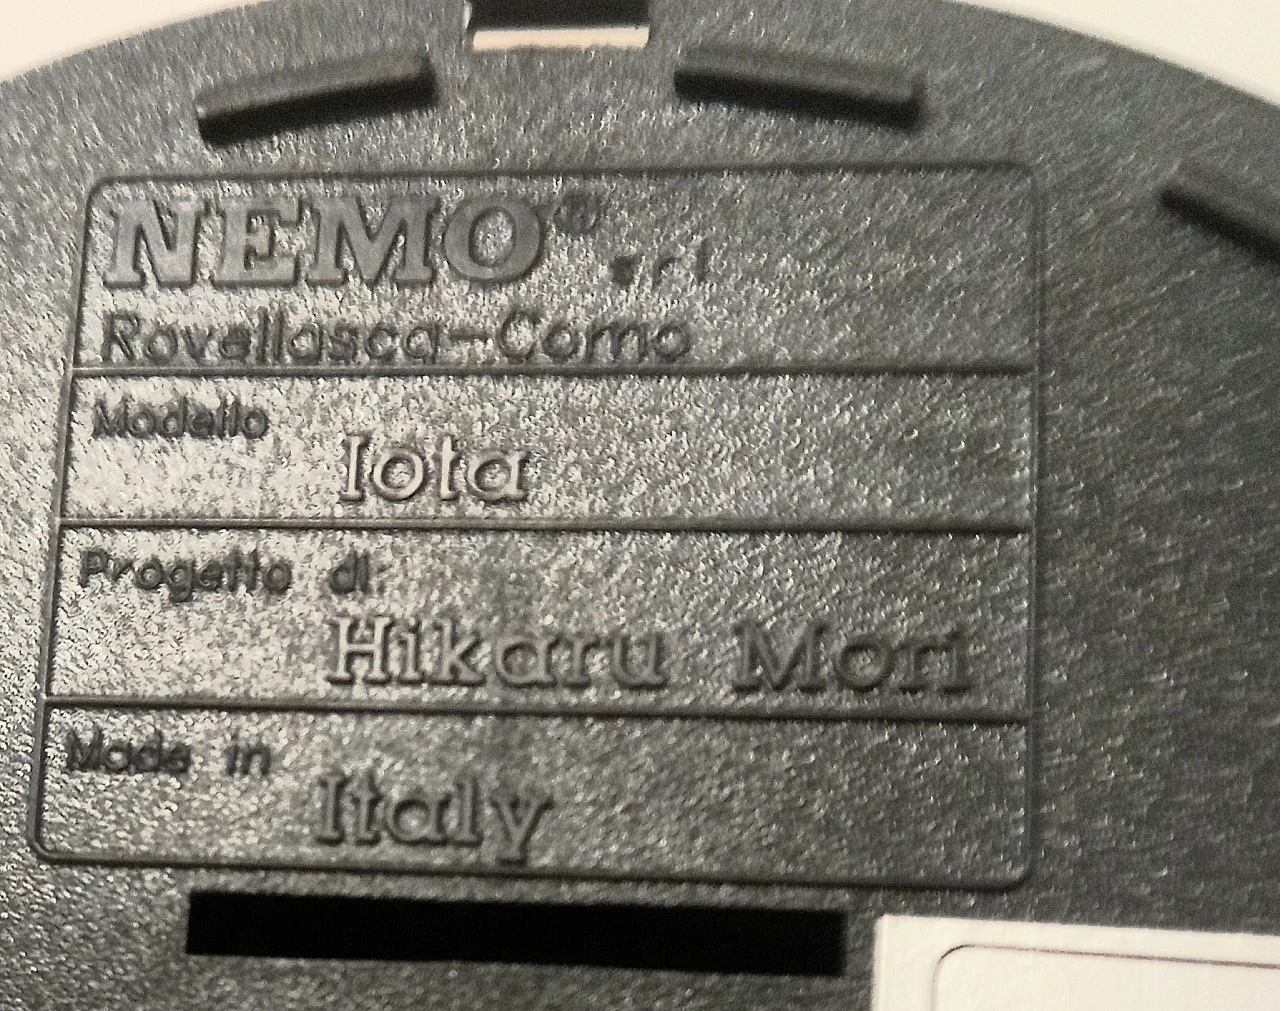 NEMO® srl
Rovellasca-Como
Modello
Iota
Progetto di:
Hikaru Mori
Made in
Italy